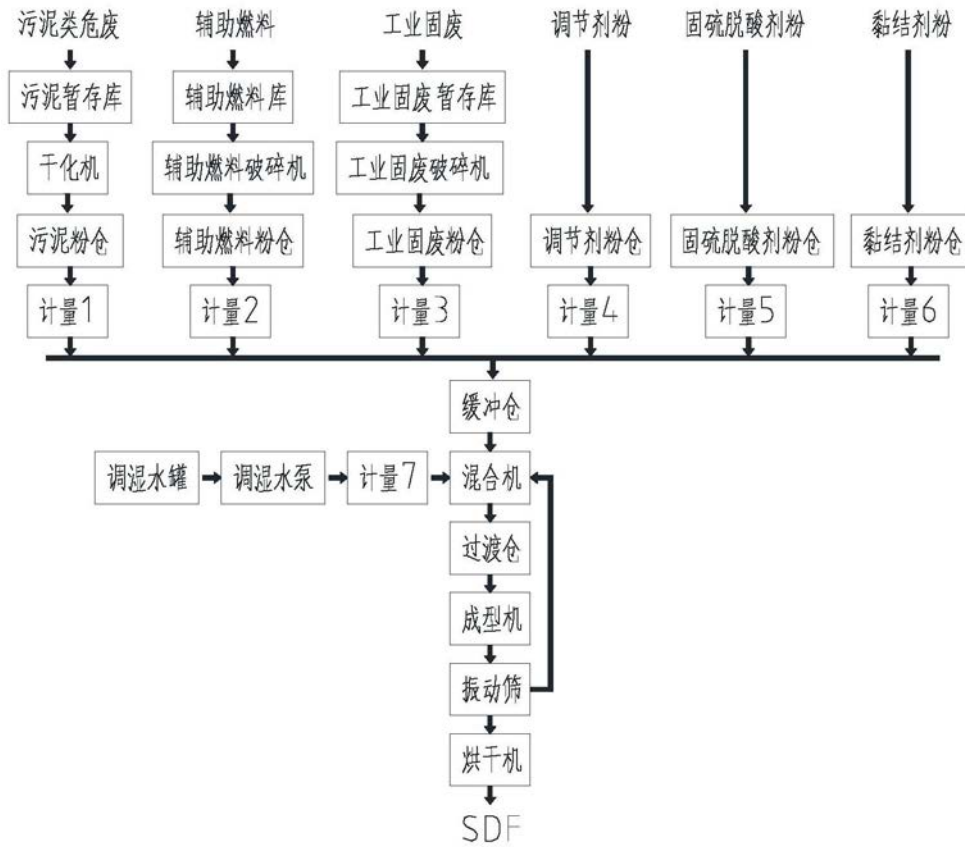 污泥类危废 辅助燃料 工业固废 调节剂粉 固硫脱酸剂粉 黏结剂粉
污泥暂存库 辅助燃料库 工业固废暂存库
干化机 辅助燃料破碎机 工业固废破碎机
污泥粉仓 辅助燃料粉仓 工业固废粉仓 调节剂粉仓 固硫脱酸剂粉仓 黏结剂粉仓
计量1 计量2 计量3 计量4 计量5 计量6
缓冲仓
调湿水罐 调湿水泵 计量7 混合机
过渡仓
成型机
振动筛
烘干机
SDF